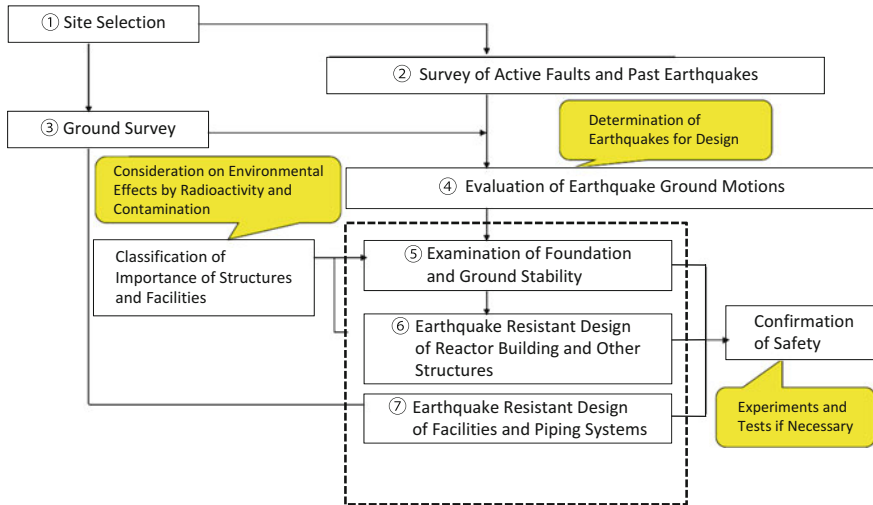 ① Site Selection
② Survey of Active Faults and Past Earthquakes
③ Ground Survey
Determination of
Earthquakes for Design
Consideration on Environmental
Effects by Radioactivity and
Contamination
④ Evaluation of Earthquake Ground Motions
Classification of
Importance of Structures
and Facilities
⑤ Examination of Foundation
and Ground Stability
⑥ Earthquake Resistant Design
of Reactor Building and Other
Structures
Confirmation
of Safety
⑦ Earthquake Resistant Design
of Facilities and Piping Systems
Experiments and
Tests if Necessary